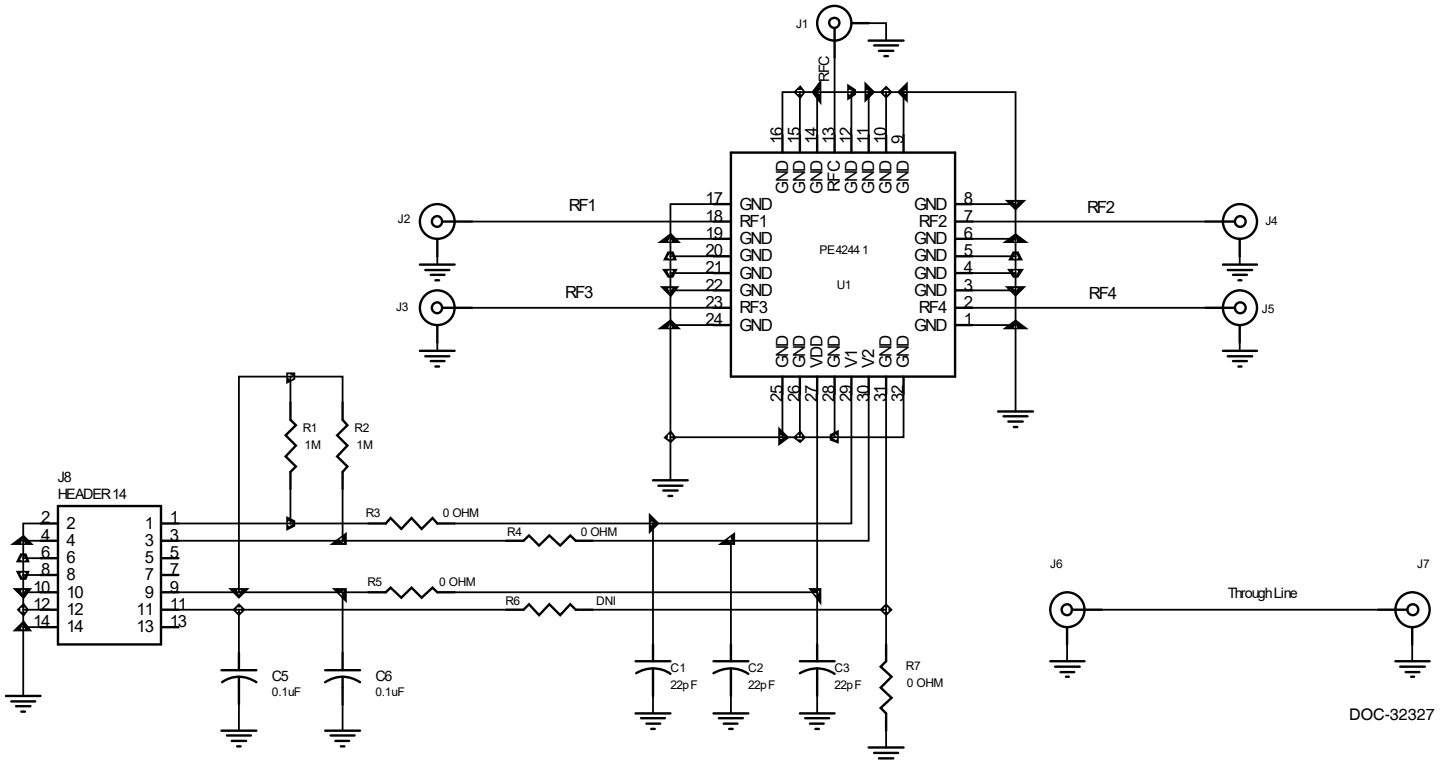 J1
RFC
16 15 14 13 12 11 10 9
GND GND GND RFC GND GND GND GND
17 GND
18 RF1
19 GND
20 GND
21 GND
22 GND
23 RF3
24 GND
GND 8
RF2 7
GND 6
GND 5
GND 4
GND 3
RF4 2
GND 1
PE42441
U1
J2
RF1
RF2
J4
J3
RF3
RF4
J5
GND GND VDD GND V1 V2 GND GND
25 26 27 28 29 30 31 32
R1
1M
R2
1M
J8
HEADER 14
2 2 1 1
4 4 3 3
6 6 5 5
8 8 7 7
10 10 9 9
12 12 11 11
14 14 13 13
R3 0 OHM
R4 0 OHM
R5 0 OHM
R6 DNI
C5
0.1uF
C6
0.1uF
C1
22pF
C2
22pF
C3
22pF
R7
0 OHM
J6
Through Line
J7
DOC-32327